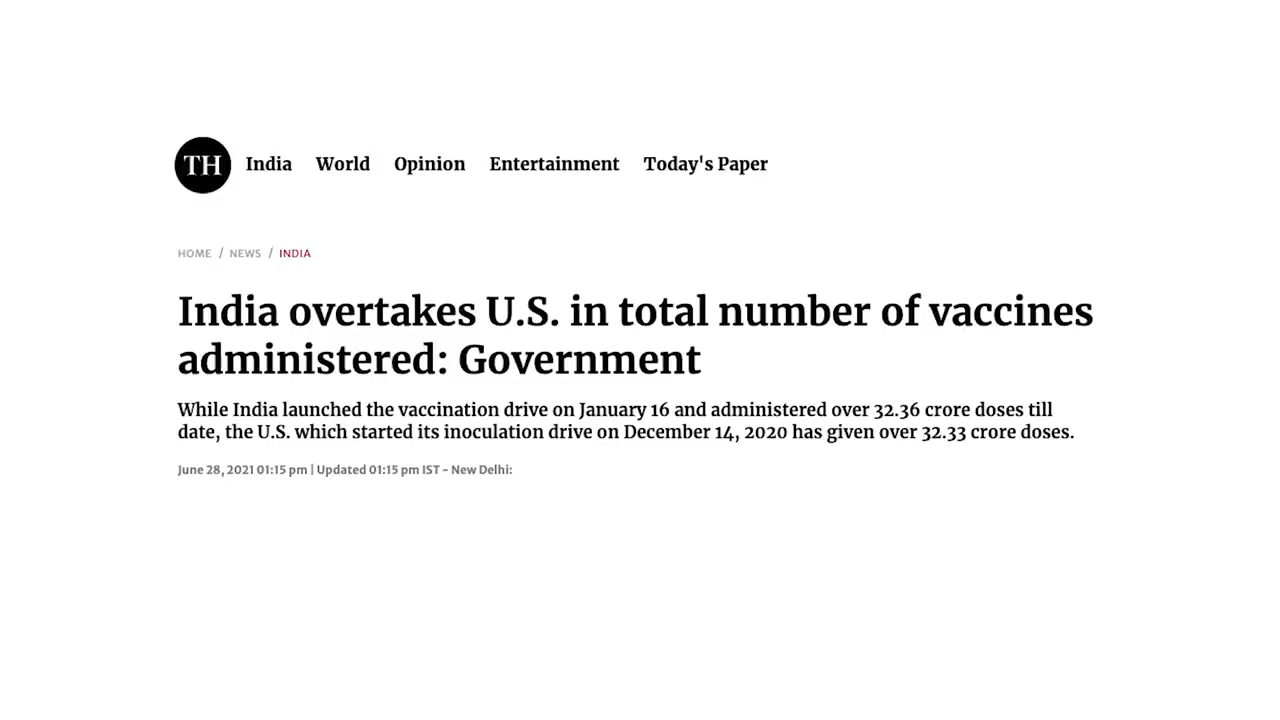 TH India World Opinion Entertainment Today's Paper
HOME / NEWS / INDIA
India overtakes U.S. in total number of vaccines
administered: Government
While India launched the vaccination drive on January 16 and administered over 32.36 crore doses till
date, the U.S. which started its inoculation drive on December 14, 2020 has given over 32.33 crore doses.
June 28, 2021 01:15 pm | Updated 01:15 pm IST - New Delhi: